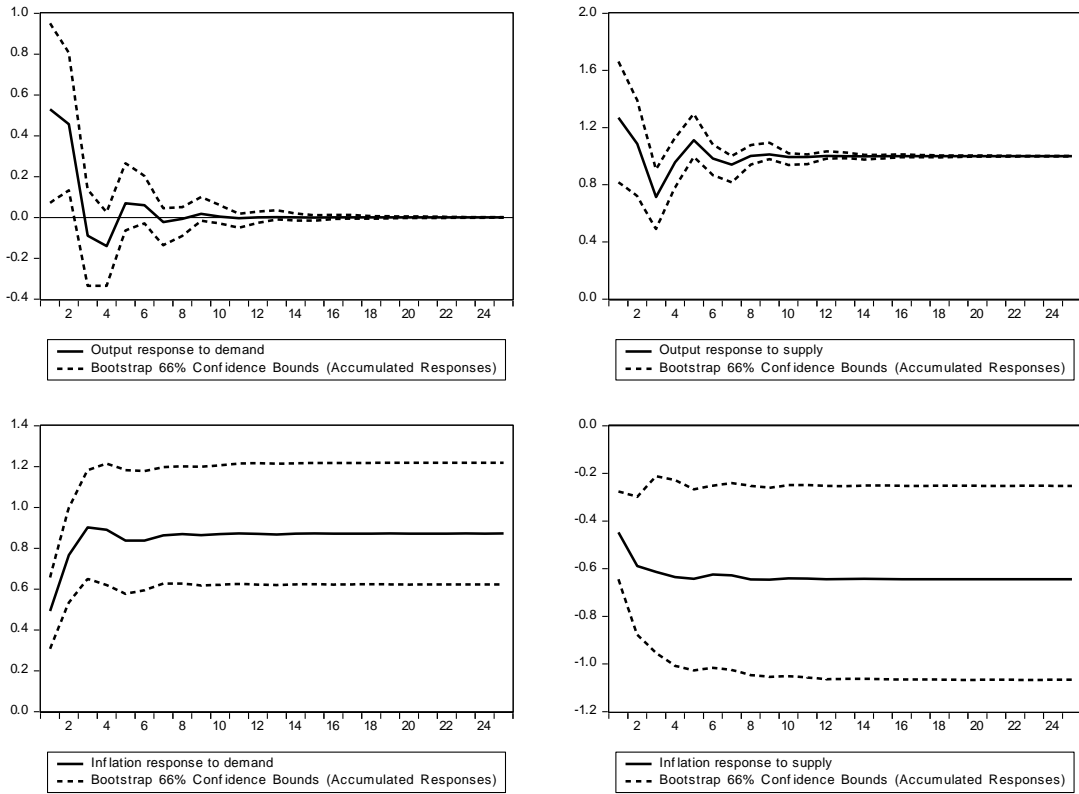 1.0
0.8
0.6
0.4
0.2
0.0
-0.2
-0.4
2 4 6 8 10 12 14 16 18 20 22 24
Output response to demand
Bootstrap 66% Confidence Bounds (Accumulated Responses)
2.0
1.6
1.2
0.8
0.4
0.0
2 4 6 8 10 12 14 16 18 20 22 24
Output response to supply
Bootstrap 66% Confidence Bounds (Accumulated Responses)
1.4
1.2
1.0
0.8
0.6
0.4
0.2
0.0
2 4 6 8 10 12 14 16 18 20 22 24
Inflation response to demand
Bootstrap 66% Confidence Bounds (Accumulated Responses)
0.0
-0.2
-0.4
-0.6
-0.8
-1.0
-1.2
2 4 6 8 10 12 14 16 18 20 22 24
Inflation response to supply
Bootstrap 66% Confidence Bounds (Accumulated Responses)